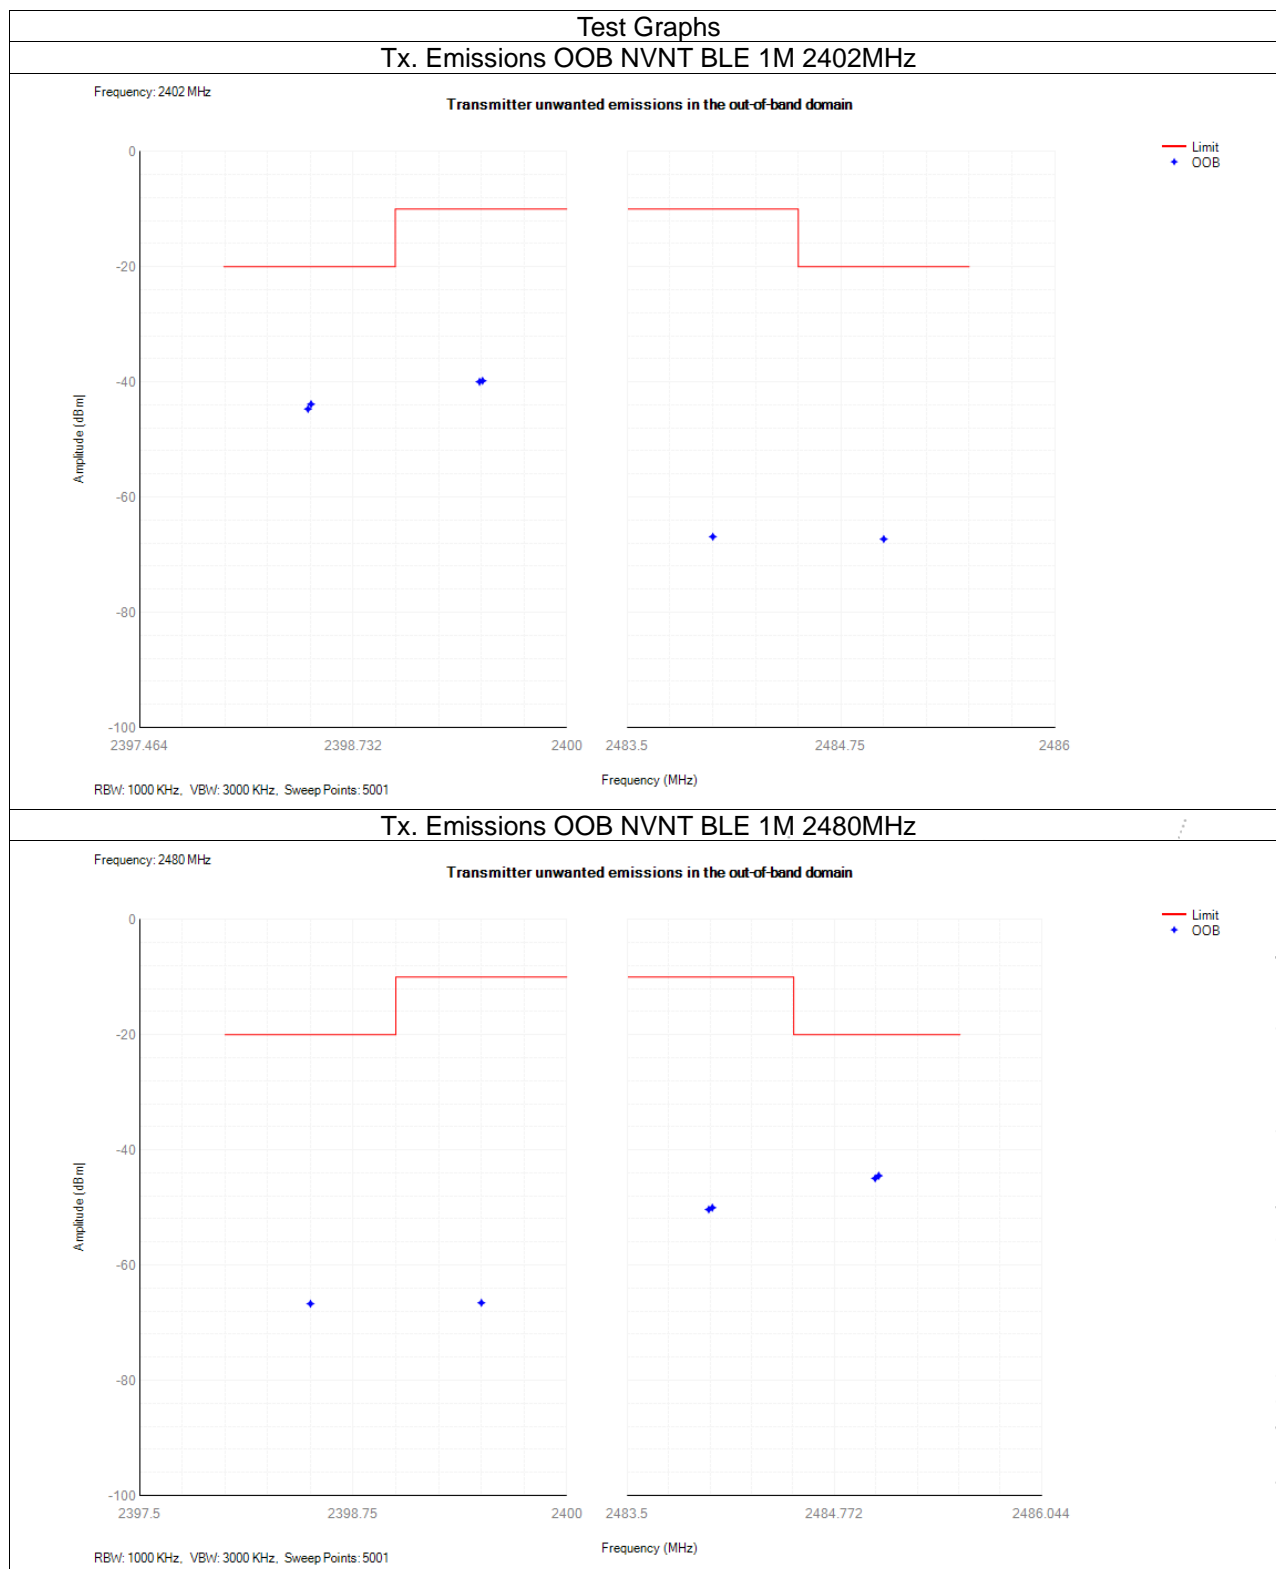 Test Graphs
Tx. Emissions OOB NVNT BLE 1M 2402MHz
Frequency: 2402 MHz
Transmitter unwanted emissions in the out-of-band domain
Limit
OOB
0
-20
-40
-60
-80
-100
Amplitude (dBm)
2397.464 2398.732 2400 2483.5 2484.75 2486
Frequency (MHz)
RBW: 1000 KHz, VBW: 3000 KHz, Sweep Points: 5001
Tx. Emissions OOB NVNT BLE 1M 2480MHz
Frequency: 2480 MHz
Transmitter unwanted emissions in the out-of-band domain
Limit
OOB
0
-20
-40
-60
-80
-100
Amplitude (dBm)
2397.5 2398.75 2400 2483.5 2484.772 2486.044
Frequency (MHz)
RBW: 1000 KHz, VBW: 3000 KHz, Sweep Points: 5001